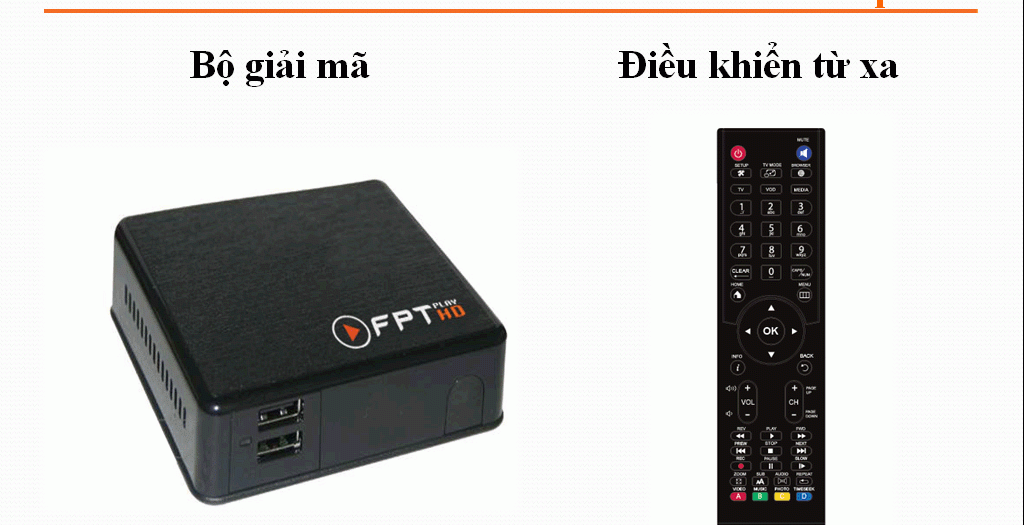 Bộ giải mã
Điều khiển từ xa
FPT PLAY HD
MUTE
SETUP TV MODE BROWSER
TV VOD MEDIA
1 2 3
4 5 6
7 8 9
CLEAR 0 CAPS/NUM
HOME MENU
OK
INFO BACK
i
+ + PAGE UP
VOL CH
- - PAGE DOWN
REV PLAY FWD
PREW STOP NEXT
REC PAUSE SLOW
ZOOM SUB AUDIO REPEAT
VIDEO MUSIC PHOTO TIMESEEK
A B C D